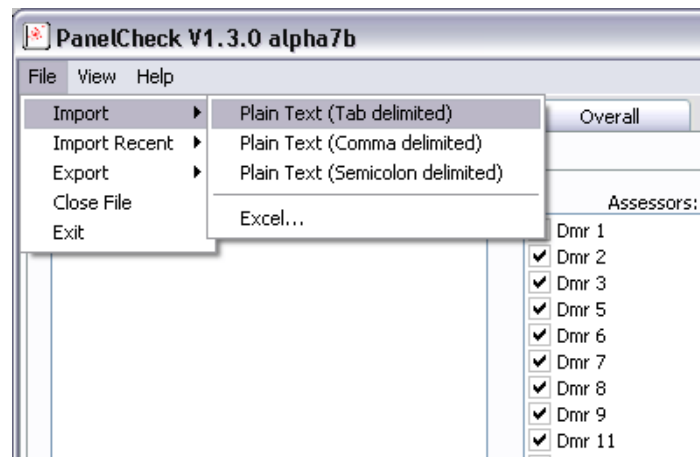 PanelCheck V1.3.0 alpha7b
File View Help
Import
Import Recent
Export
Close File
Exit
Plain Text (Tab delimited)
Plain Text (Comma delimited)
Plain Text (Semicolon delimited)
Excel...
Overall
Assessors:
Dmr 1
Dmr 2
Dmr 3
Dmr 5
Dmr 6
Dmr 7
Dmr 8
Dmr 9
Dmr 11